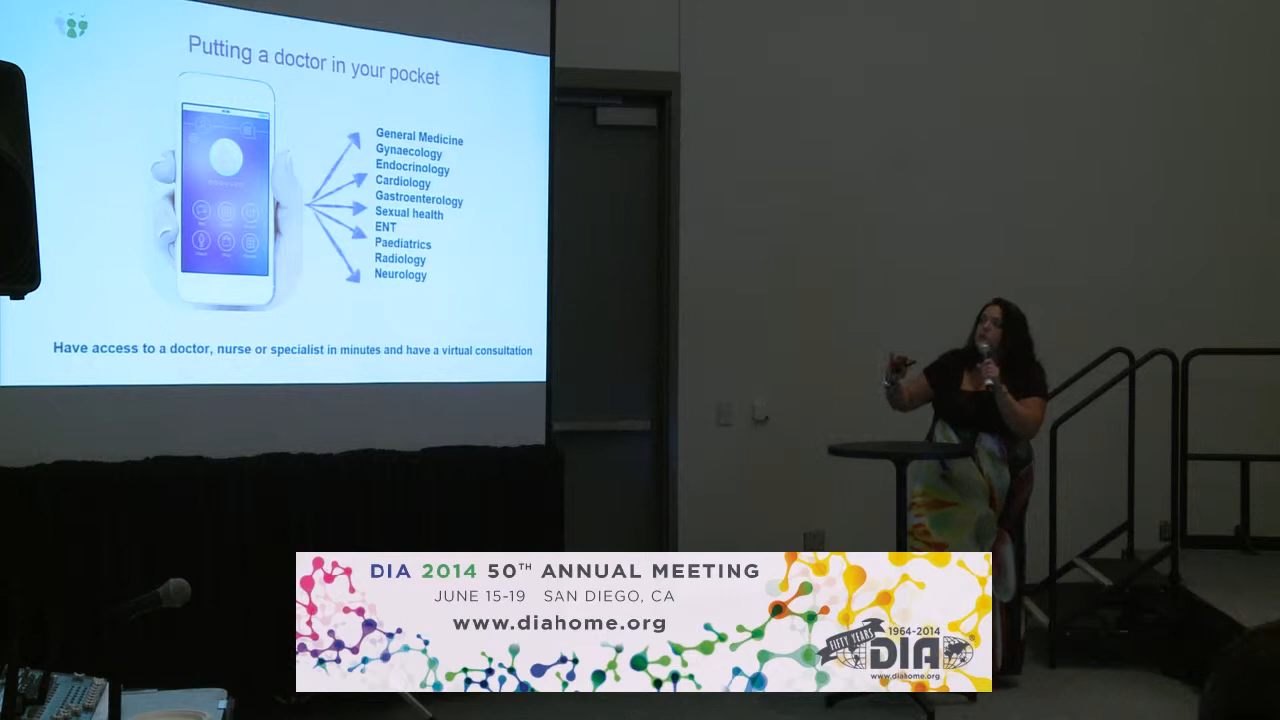 Putting a doctor in your pocket
General Medicine
Gynaecology
Endocrinology
Cardiology
Gastroenterology
Sexual health
ENT
Paediatrics
Radiology
Neurology
Have access to a doctor, nurse or specialist in minutes and have a virtual consultation
DIA 2014 50TH ANNUAL MEETING
JUNE 15-19 SAN DIEGO, CA
www.diahome.org
FIFTY YEARS
1964-2014
DIA®
www.diahome.org